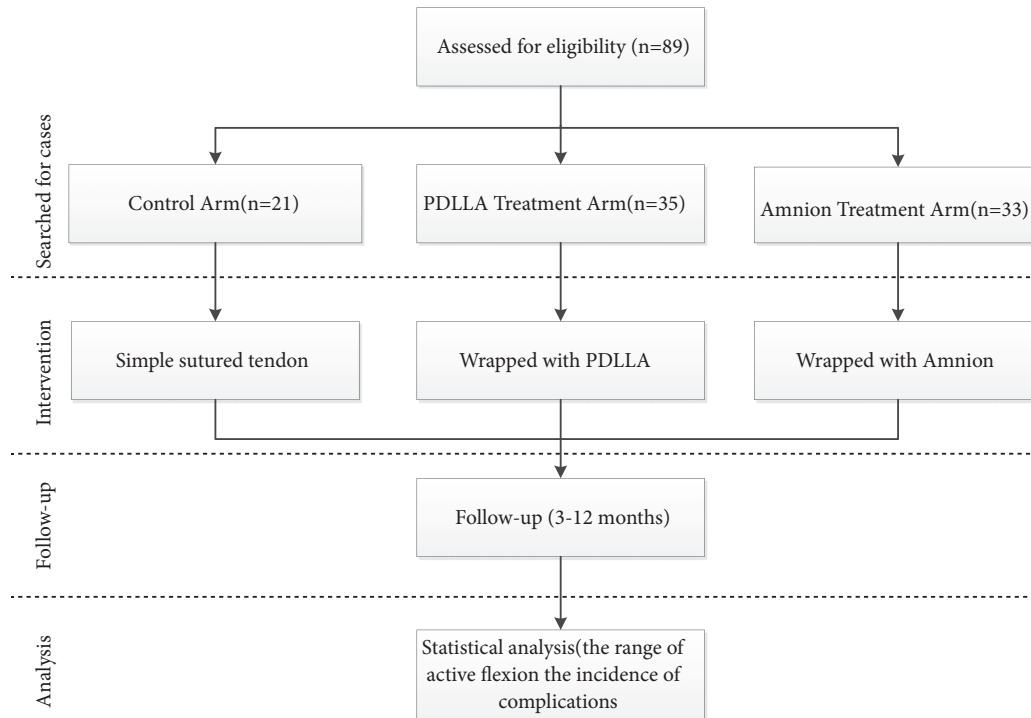 Assessed for eligibility (n=89)
Searched for cases
Control Arm(n=21)
PDLLA Treatment Arm(n=35)
Amnion Treatment Arm(n=33)
Intervention
Simple sutured tendon
Wrapped with PDLLA
Wrapped with Amnion
Follow-up
Follow-up (3-12 months)
Analysis
Statistical analysis(the range of
active flexion the incidence of
complications